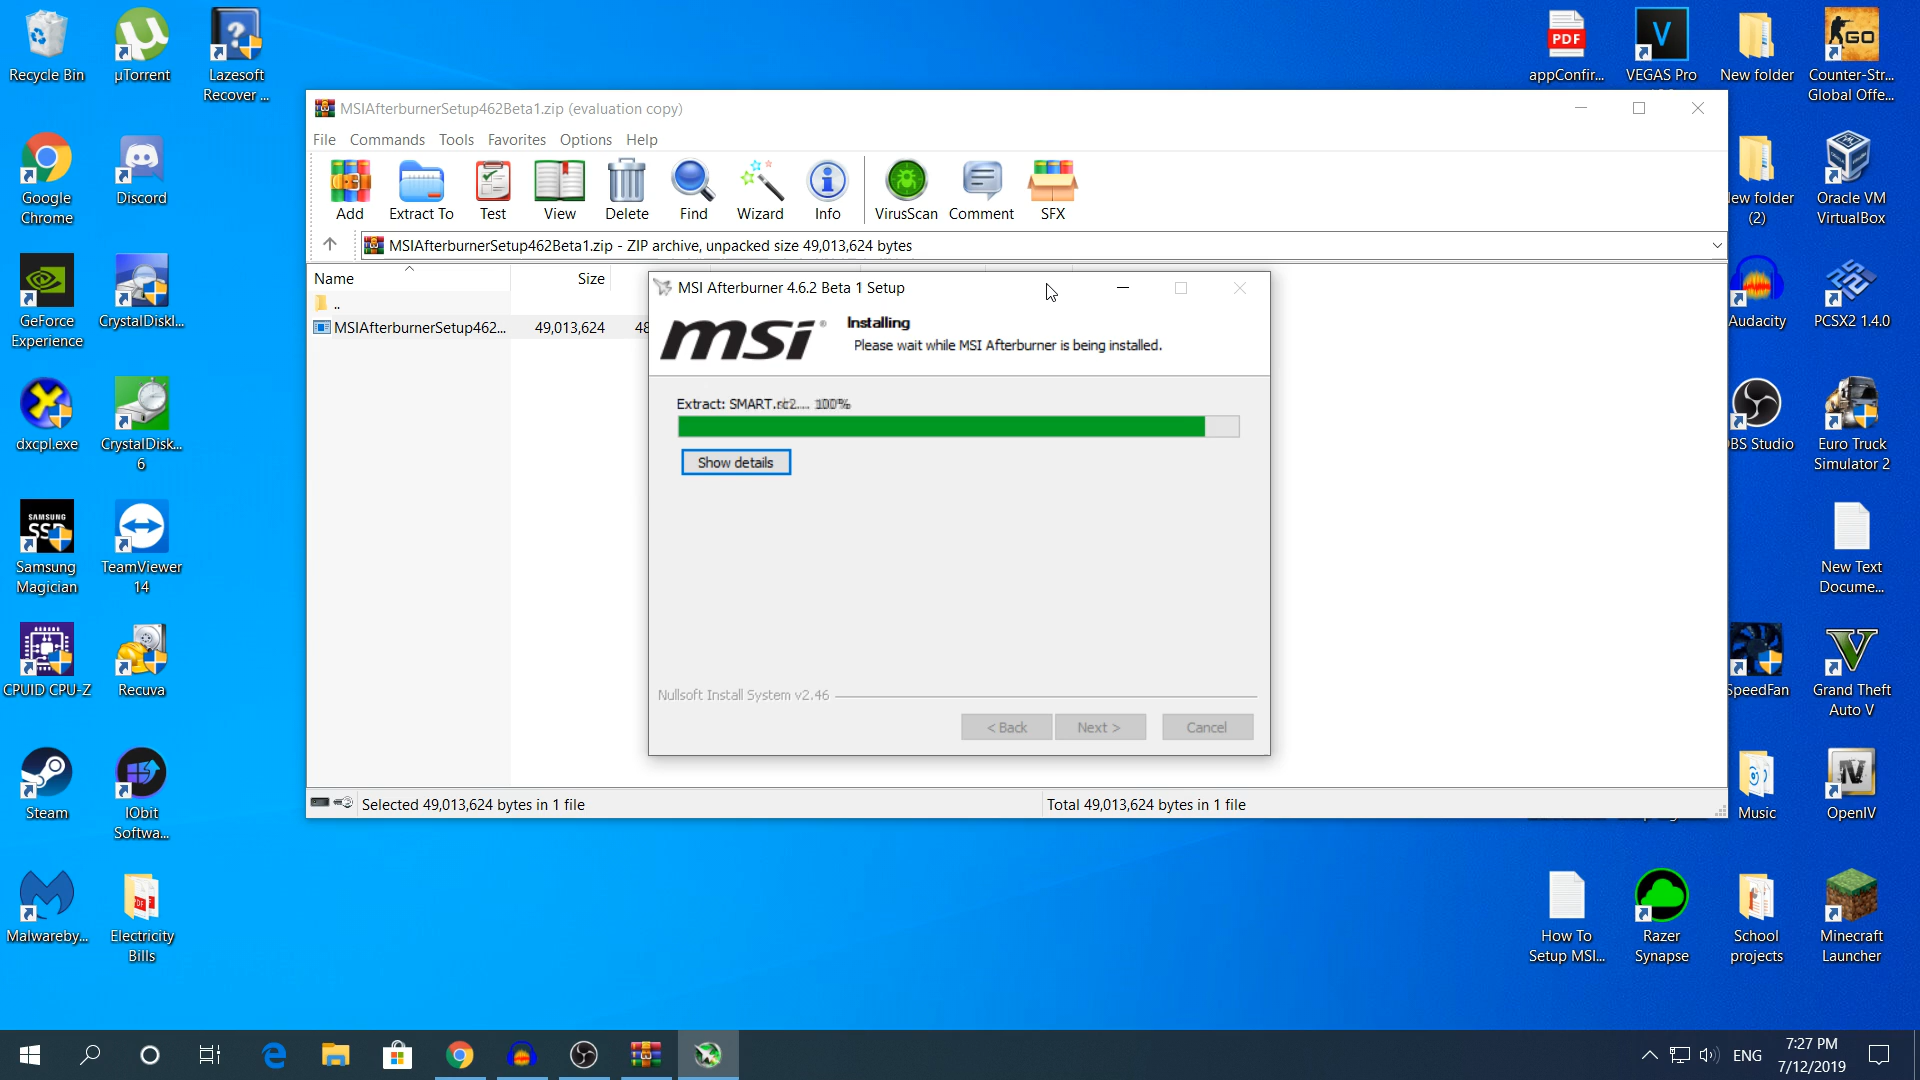 Recycle Bin
µTorrent
Lazesoft
Recover ...
Google
Chrome
Discord
GeForce
Experience
CrystalDiskI...
dxcpl.exe
CrystalDisk...
6
SAMSUNG
SSD
Samsung
Magician
TeamViewer
14
CPUID CPU-Z
Recuva
Steam
IObit
Softwa...
Malwareby...
Electricity
Bills
MSIAfterburnerSetup462Beta1.zip (evaluation copy)
File Commands Tools Favorites Options Help
Add Extract To Test View Delete Find Wizard Info VirusScan Comment SFX
MSIAfterburnerSetup462Beta1.zip - ZIP archive, unpacked size 49,013,624 bytes
Name Size
..
MSIAfterburnerSetup462... 49,013,624 48
MSI Afterburner 4.6.2 Beta 1 Setup
msi
Installing
Please wait while MSI Afterburner is being installed.
Extract: SMART.rc2.... 100%
Show details
Nullsoft Install System v2.46
< Back Next > Cancel
Selected 49,013,624 bytes in 1 file
Total 49,013,624 bytes in 1 file
PDF
appConfir...
V
VEGAS Pro
New folder
GO
Counter-Str...
Global Offe...
ew folder
(2)
Oracle VM
VirtualBox
Audacity
PCSX2 1.4.0
BS Studio
Euro Truck
Simulator 2
New Text
Docume...
SpeedFan
Grand Theft
Auto V
Music
IV
OpenIV
How To
Setup MSI...
Razer
Synapse
School
projects
Minecraft
Launcher
ENG
7:27 PM
7/12/2019